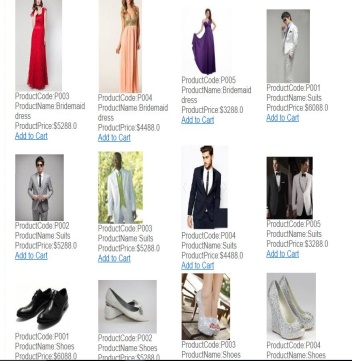 ProductCode:P003
ProductName:Bridemaid
dress
ProductPrice:$5288.0
Add to Cart
ProductCode:P004
ProductName:Bridemaid
dress
ProductPrice:$4488.0
Add to Cart
ProductCode:P005
ProductName:Bridemaid
dress
ProductPrice:$3288.0
Add to Cart
ProductCode:P001
ProductName:Suits
ProductPrice:$6088.0
Add to Cart
ProductCode:P002
ProductName:Suits
ProductPrice:$5288.0
Add to Cart
ProductCode:P003
ProductName:Suits
ProductPrice:$5288.0
Add to Cart
ProductCode:P004
ProductName:Suits
ProductPrice:$4488.0
Add to Cart
ProductCode:P005
ProductName:Suits
ProductPrice:$3288.0
Add to Cart
ProductCode:P001
ProductName:Shoes
ProductPrice:$6088.0
ProductCode:P002
ProductName:Shoes
ProductPrice:$5288.0
ProductCode:P003
ProductName:Shoes
ProductCode:P004
ProductName:Shoes